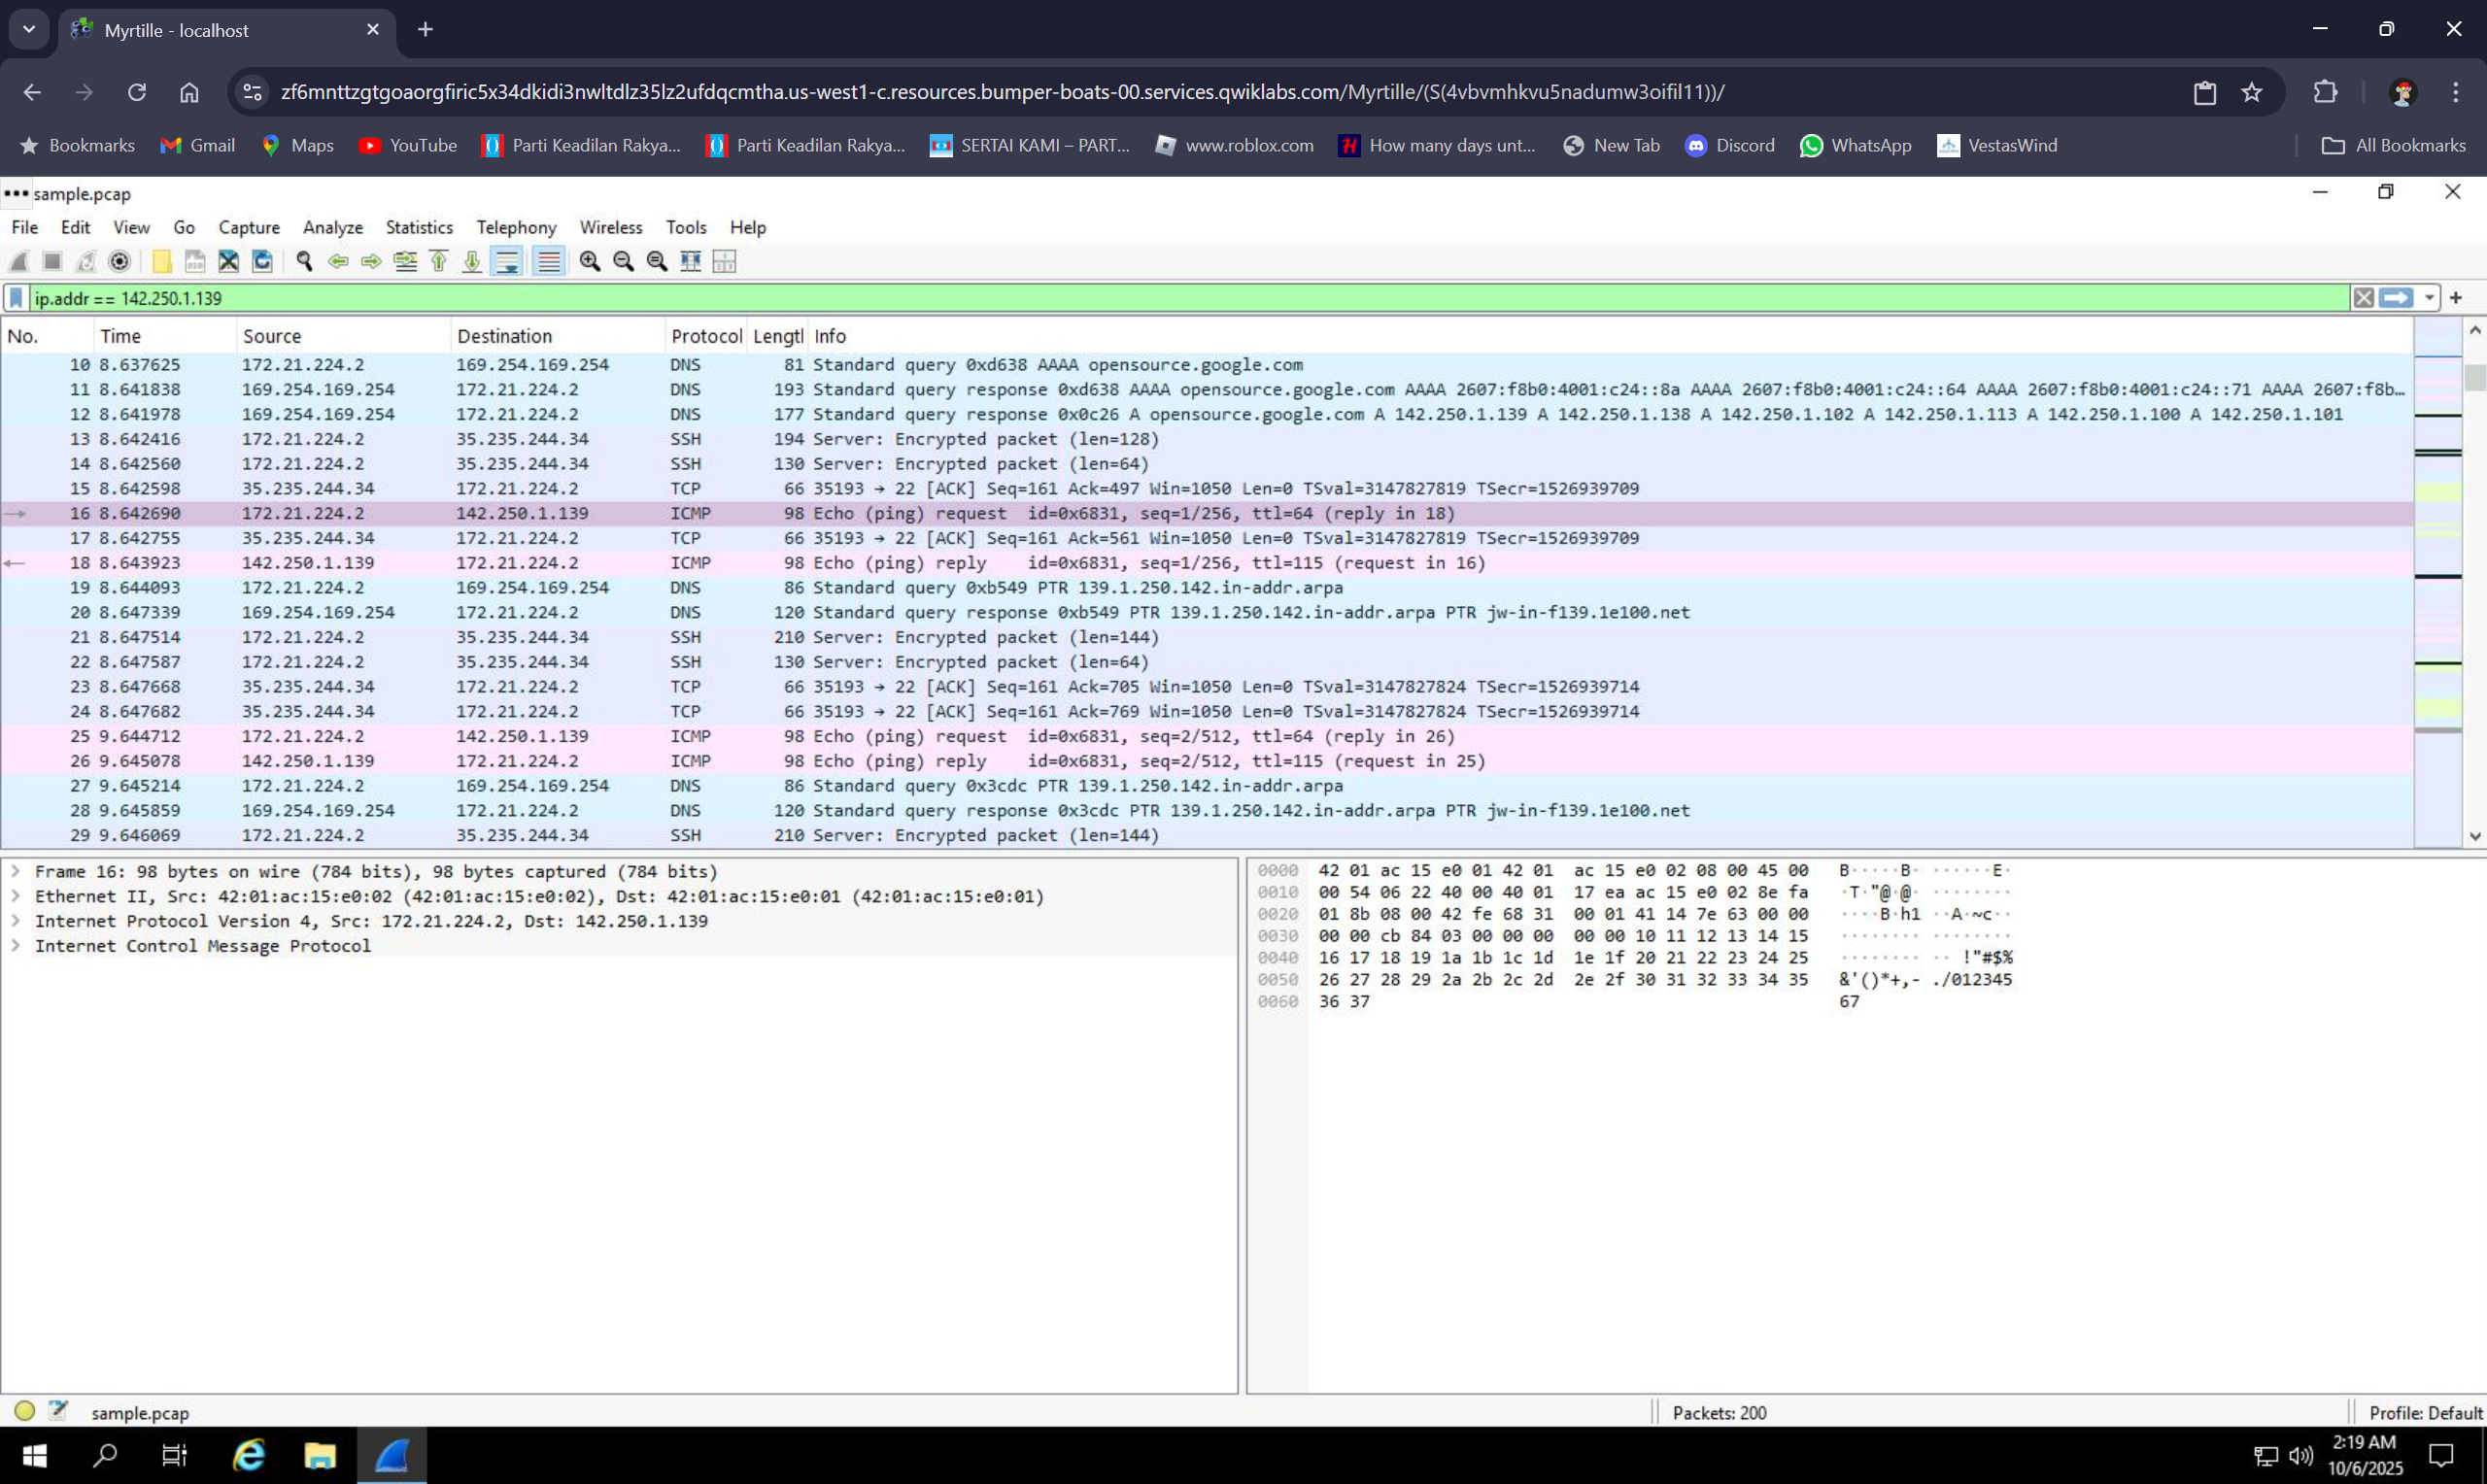 Myrtille - localhost
zf6mnttzgtgoaorgfiric5x34dkidi3nwltdlz35lz2ufdqcmtha.us-west1-c.resources.bumper-boats-00.services.qwiklabs.com/Myrtille/(S(4vbvmhkvu5nadumw3oifil11))/
Bookmarks Gmail Maps YouTube Parti Keadilan Rakya... Parti Keadilan Rakya... SERTAI KAMI – PART... www.roblox.com How many days unt... New Tab Discord WhatsApp VestasWind All Bookmarks
sample.pcap
File Edit View Go Capture Analyze Statistics Telephony Wireless Tools Help
ip.addr == 142.250.1.139
No. Time Source Destination Protocol Lengtl Info
10 8.637625 172.21.224.2 169.254.169.254 DNS 81 Standard query 0xd638 AAAA opensource.google.com
11 8.641838 169.254.169.254 172.21.224.2 DNS 193 Standard query response 0xd638 AAAA opensource.google.com AAAA 2607:f8b0:4001:c24::8a AAAA 2607:f8b0:4001:c24::64 AAAA 2607:f8b0:4001:c24::71 AAAA 2607:f8b...
12 8.641978 169.254.169.254 172.21.224.2 DNS 177 Standard query response 0x0c26 A opensource.google.com A 142.250.1.139 A 142.250.1.138 A 142.250.1.102 A 142.250.1.113 A 142.250.1.100 A 142.250.1.101
13 8.642416 172.21.224.2 35.235.244.34 SSH 194 Server: Encrypted packet (len=128)
14 8.642560 172.21.224.2 35.235.244.34 SSH 130 Server: Encrypted packet (len=64)
15 8.642598 35.235.244.34 172.21.224.2 TCP 66 35193 → 22 [ACK] Seq=161 Ack=497 Win=1050 Len=0 TSval=3147827819 TSecr=1526939709
16 8.642690 172.21.224.2 142.250.1.139 ICMP 98 Echo (ping) request id=0x6831, seq=1/256, ttl=64 (reply in 18)
17 8.642755 35.235.244.34 172.21.224.2 TCP 66 35193 → 22 [ACK] Seq=161 Ack=561 Win=1050 Len=0 TSval=3147827819 TSecr=1526939709
18 8.643923 142.250.1.139 172.21.224.2 ICMP 98 Echo (ping) reply id=0x6831, seq=1/256, ttl=115 (request in 16)
19 8.644093 172.21.224.2 169.254.169.254 DNS 86 Standard query 0xb549 PTR 139.1.250.142.in-addr.arpa
20 8.647339 169.254.169.254 172.21.224.2 DNS 120 Standard query response 0xb549 PTR 139.1.250.142.in-addr.arpa PTR jw-in-f139.1e100.net
21 8.647514 172.21.224.2 35.235.244.34 SSH 210 Server: Encrypted packet (len=144)
22 8.647587 172.21.224.2 35.235.244.34 SSH 130 Server: Encrypted packet (len=64)
23 8.647668 35.235.244.34 172.21.224.2 TCP 66 35193 → 22 [ACK] Seq=161 Ack=705 Win=1050 Len=0 TSval=3147827824 TSecr=1526939714
24 8.647682 35.235.244.34 172.21.224.2 TCP 66 35193 → 22 [ACK] Seq=161 Ack=769 Win=1050 Len=0 TSval=3147827824 TSecr=1526939714
25 9.644712 172.21.224.2 142.250.1.139 ICMP 98 Echo (ping) request id=0x6831, seq=2/512, ttl=64 (reply in 26)
26 9.645078 142.250.1.139 172.21.224.2 ICMP 98 Echo (ping) reply id=0x6831, seq=2/512, ttl=115 (request in 25)
27 9.645214 172.21.224.2 169.254.169.254 DNS 86 Standard query 0x3cdc PTR 139.1.250.142.in-addr.arpa
28 9.645859 169.254.169.254 172.21.224.2 DNS 120 Standard query response 0x3cdc PTR 139.1.250.142.in-addr.arpa PTR jw-in-f139.1e100.net
29 9.646069 172.21.224.2 35.235.244.34 SSH 210 Server: Encrypted packet (len=144)
Frame 16: 98 bytes on wire (784 bits), 98 bytes captured (784 bits)
Ethernet II, Src: 42:01:ac:15:e0:02 (42:01:ac:15:e0:02), Dst: 42:01:ac:15:e0:01 (42:01:ac:15:e0:01)
Internet Protocol Version 4, Src: 172.21.224.2, Dst: 142.250.1.139
Internet Control Message Protocol
0000 42 01 ac 15 e0 01 42 01 ac 15 e0 02 08 00 45 00 B·····B· ······E·
0010 00 54 06 22 40 00 40 01 17 ea ac 15 e0 02 8e fa ·T·"@·@· ········
0020 01 8b 08 00 42 fe 68 31 00 01 41 14 7e 63 00 00 ····B·h1 ··A·~c··
0030 00 00 cb 84 03 00 00 00 00 00 10 11 12 13 14 15 ········ ········
0040 16 17 18 19 1a 1b 1c 1d 1e 1f 20 21 22 23 24 25 ········ ·· !"#$%
0050 26 27 28 29 2a 2b 2c 2d 2e 2f 30 31 32 33 34 35 &'()*+,- ./012345
0060 36 37 67
sample.pcap Packets: 200 Profile: Default
2:19 AM
10/6/2025